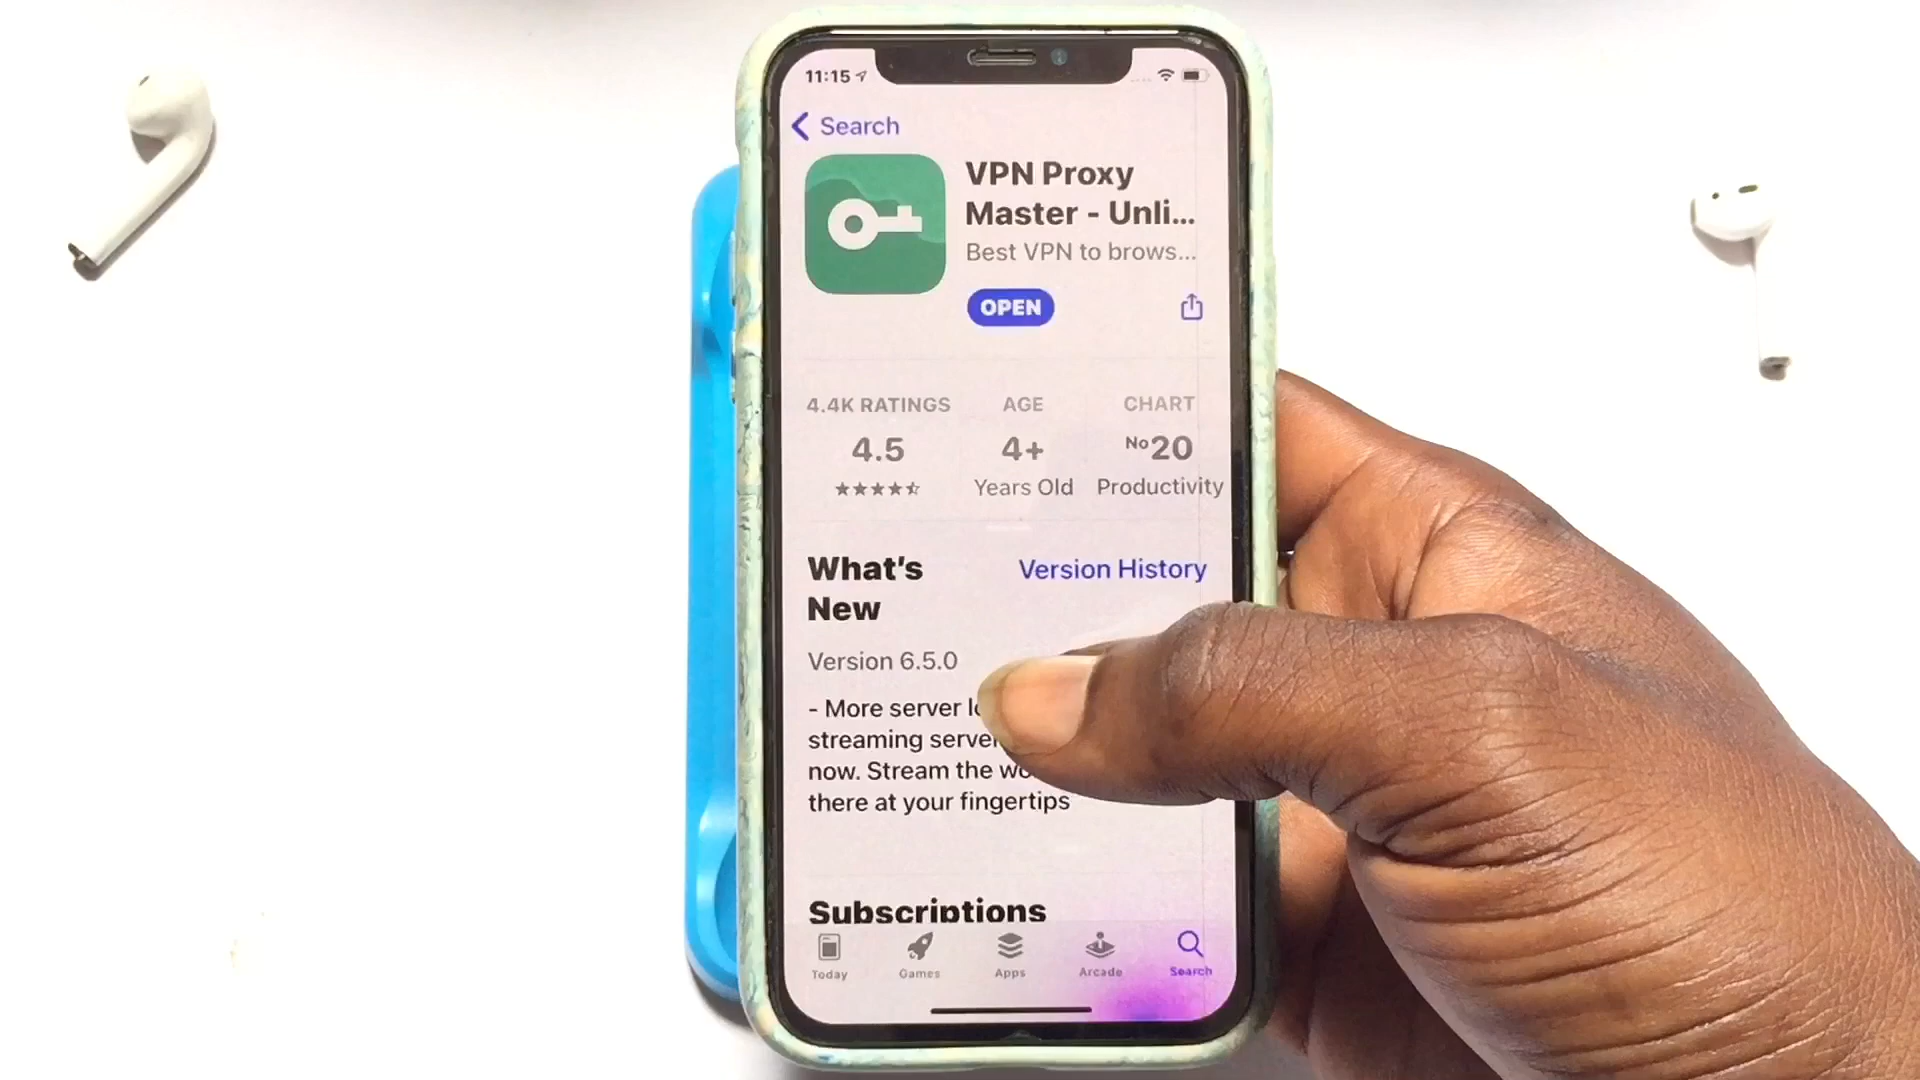 11:15
Search
VPN Proxy
Master - Unli...
Best VPN to brows...
OPEN
4.4K RATINGS
4.5
AGE
4+
Years Old
CHART
No20
Productivity
What's
New
Version History
Version 6.5.0
- More server
streaming
now. Stream the
there at your fingertips
Subscriptions
Today
Games
Apps
Arcade
Search